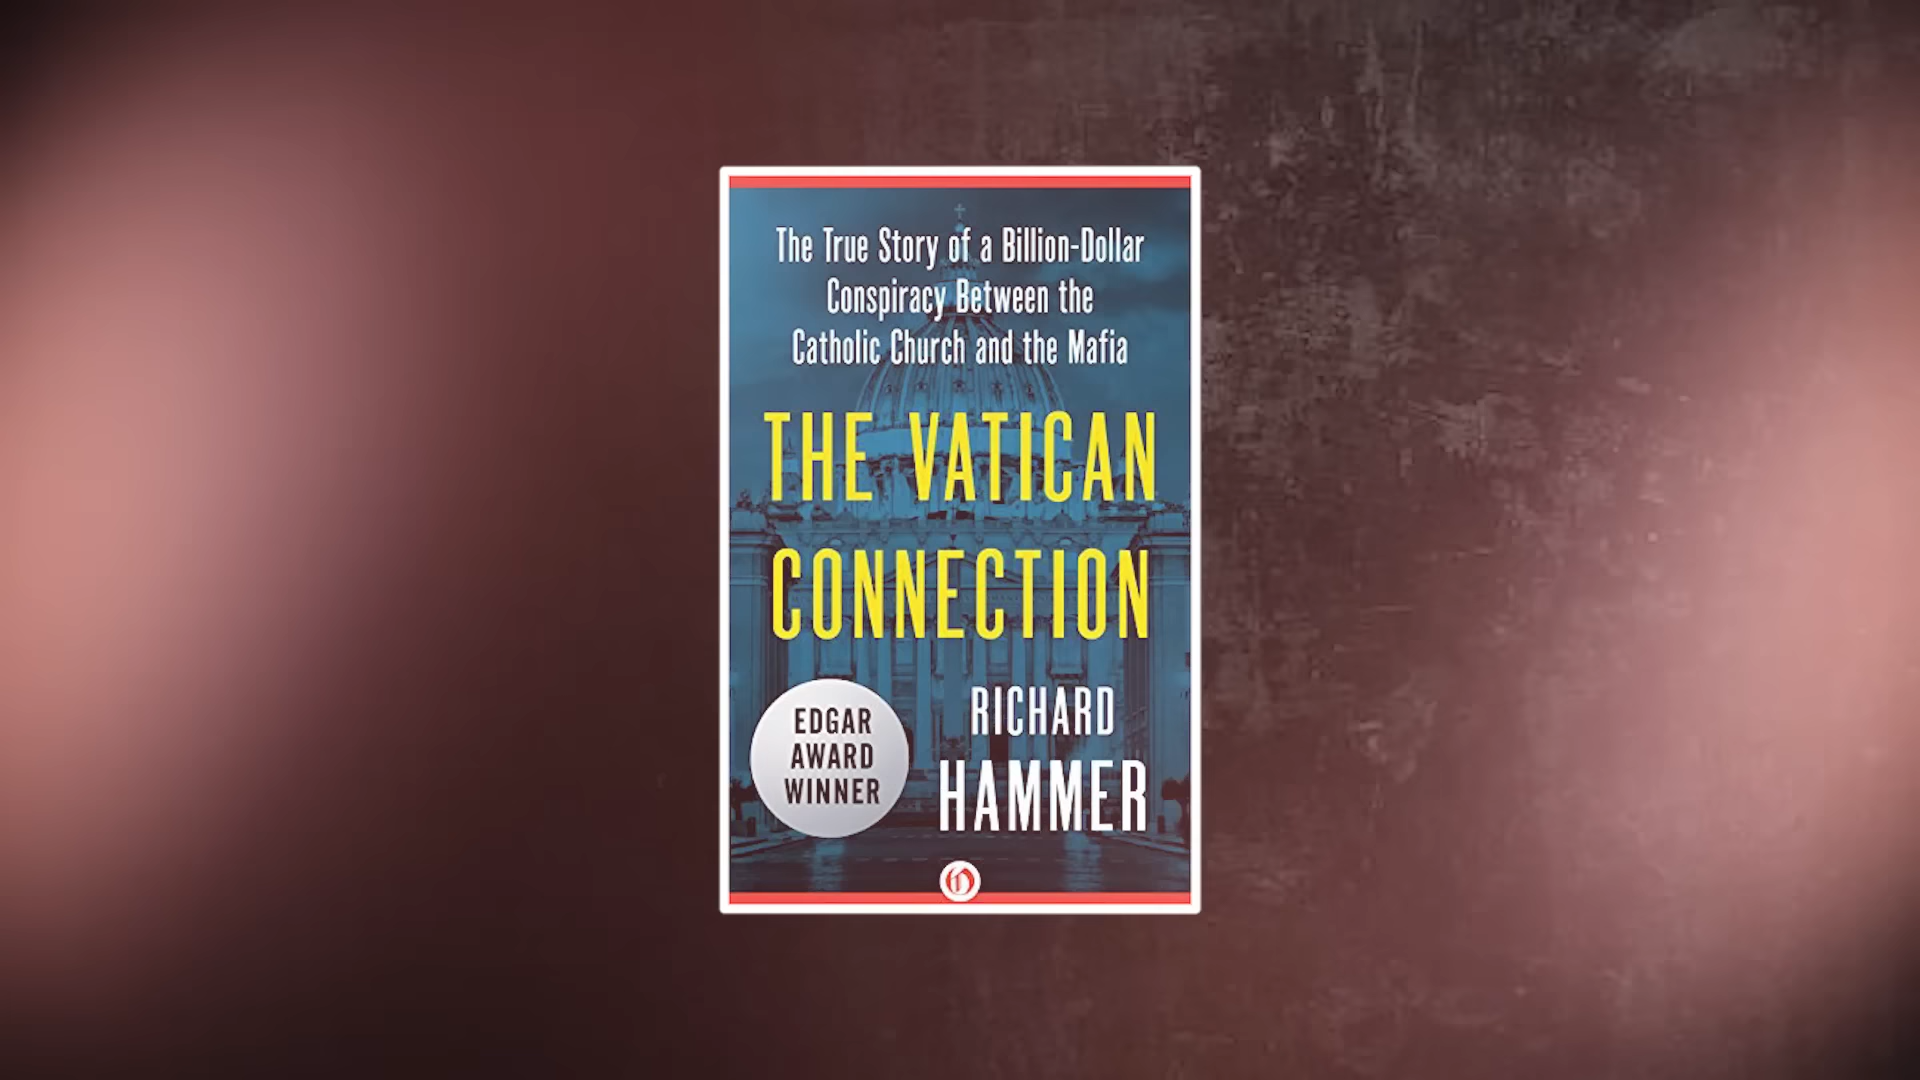 The True Story of a Billion-Dollar
Conspiracy Between the
Catholic Church and the Mafia
THE VATICAN
CONNECTION
EDGAR
AWARD
WINNER
RICHARD
HAMMER